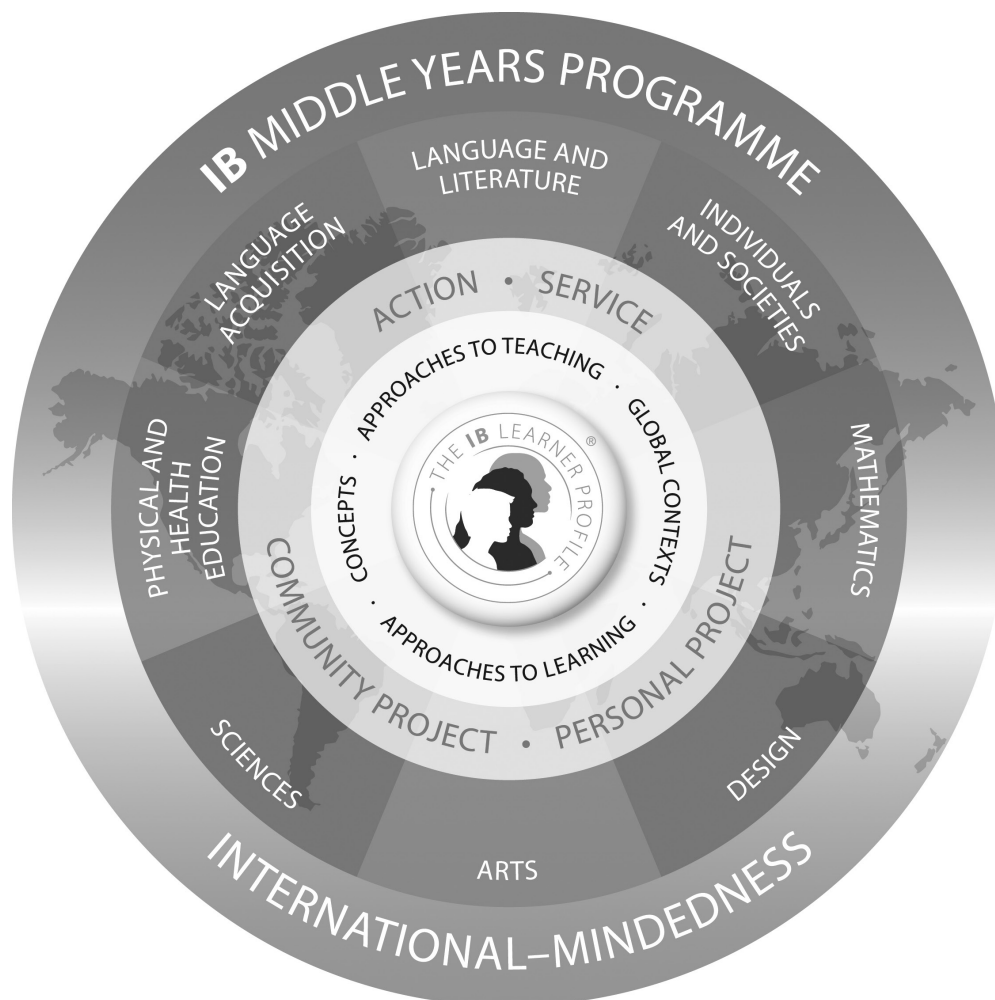 IB MIDDLE YEARS PROGRAMME
LANGUAGE AND
LITERATURE
INDIVIDUALS
AND SOCIETIES
MATHEMATICS
DESIGN
ARTS
SCIENCES
PHYSICAL AND
HEALTH
EDUCATION
LANGUAGE
ACQUISITION
ACTION • SERVICE
PERSONAL PROJECT
COMMUNITY PROJECT •
APPROACHES TO TEACHING ·
GLOBAL CONTEXTS ·
APPROACHES TO LEARNING ·
CONCEPTS ·
THE IB LEARNER PROFILE ®
INTERNATIONAL–MINDEDNESS